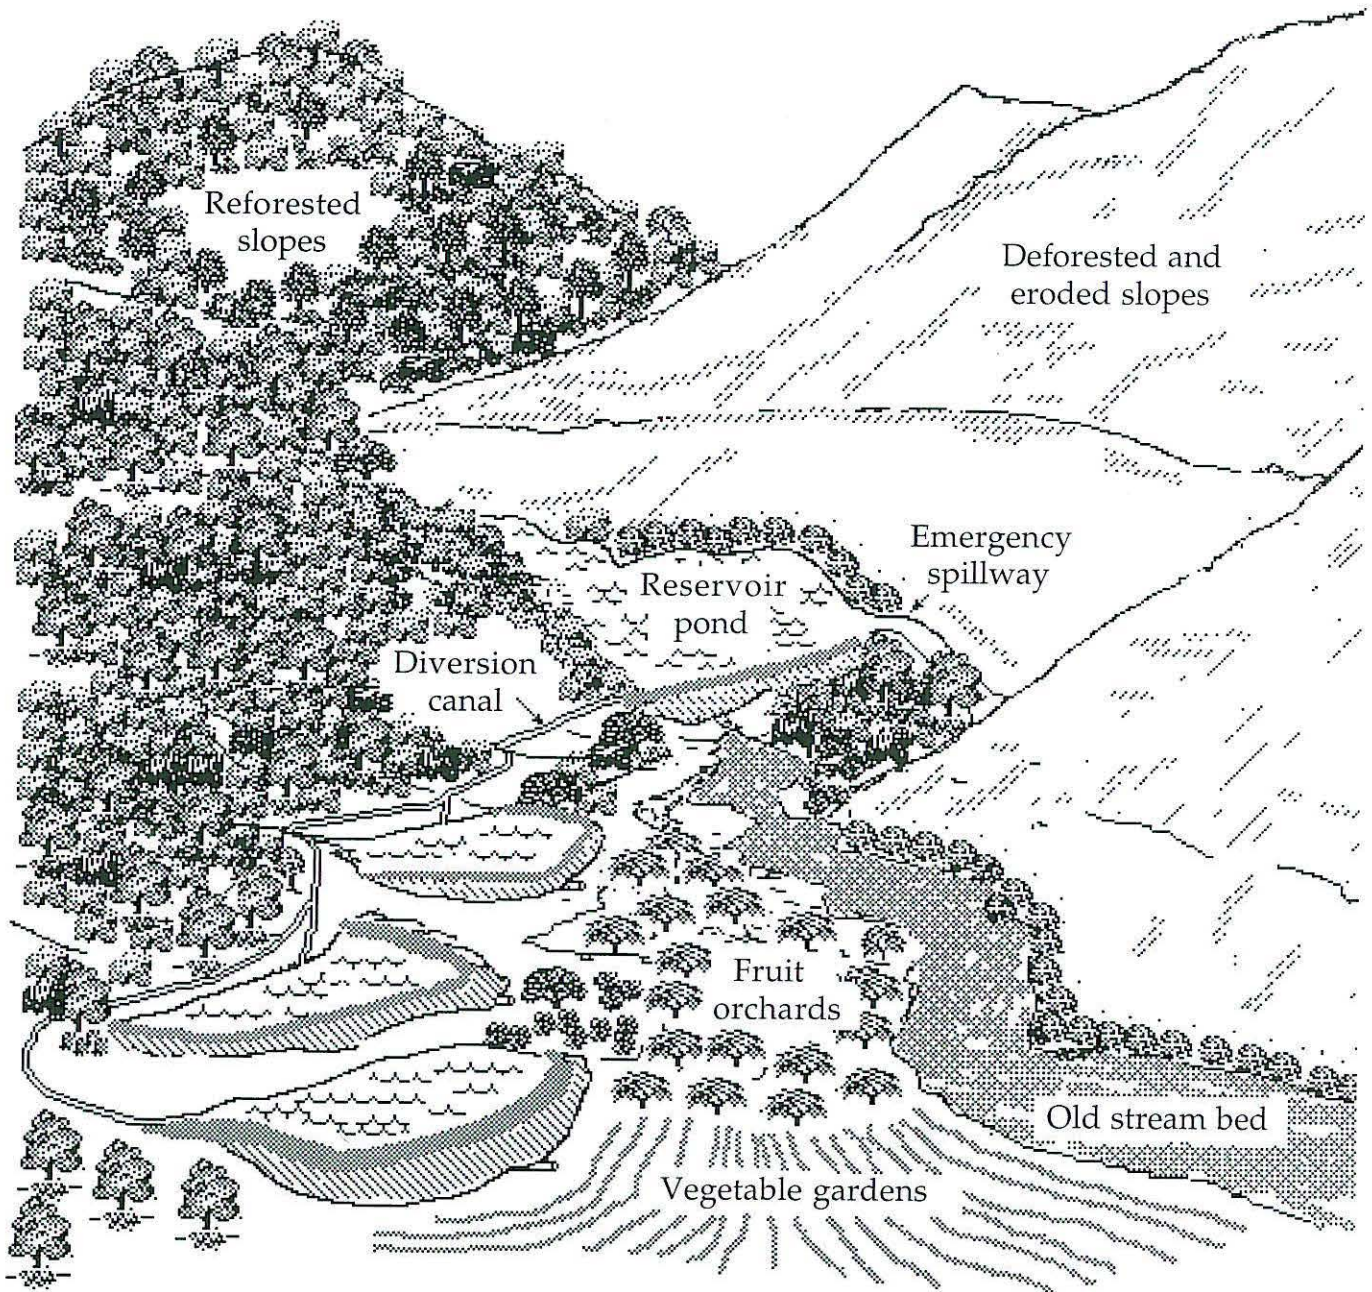 Reforested
slopes
Deforested and
eroded slopes
Emergency
spillway
Reservoir
pond
Diversion
canal
Fruit
orchards
Old stream bed
Vegetable gardens